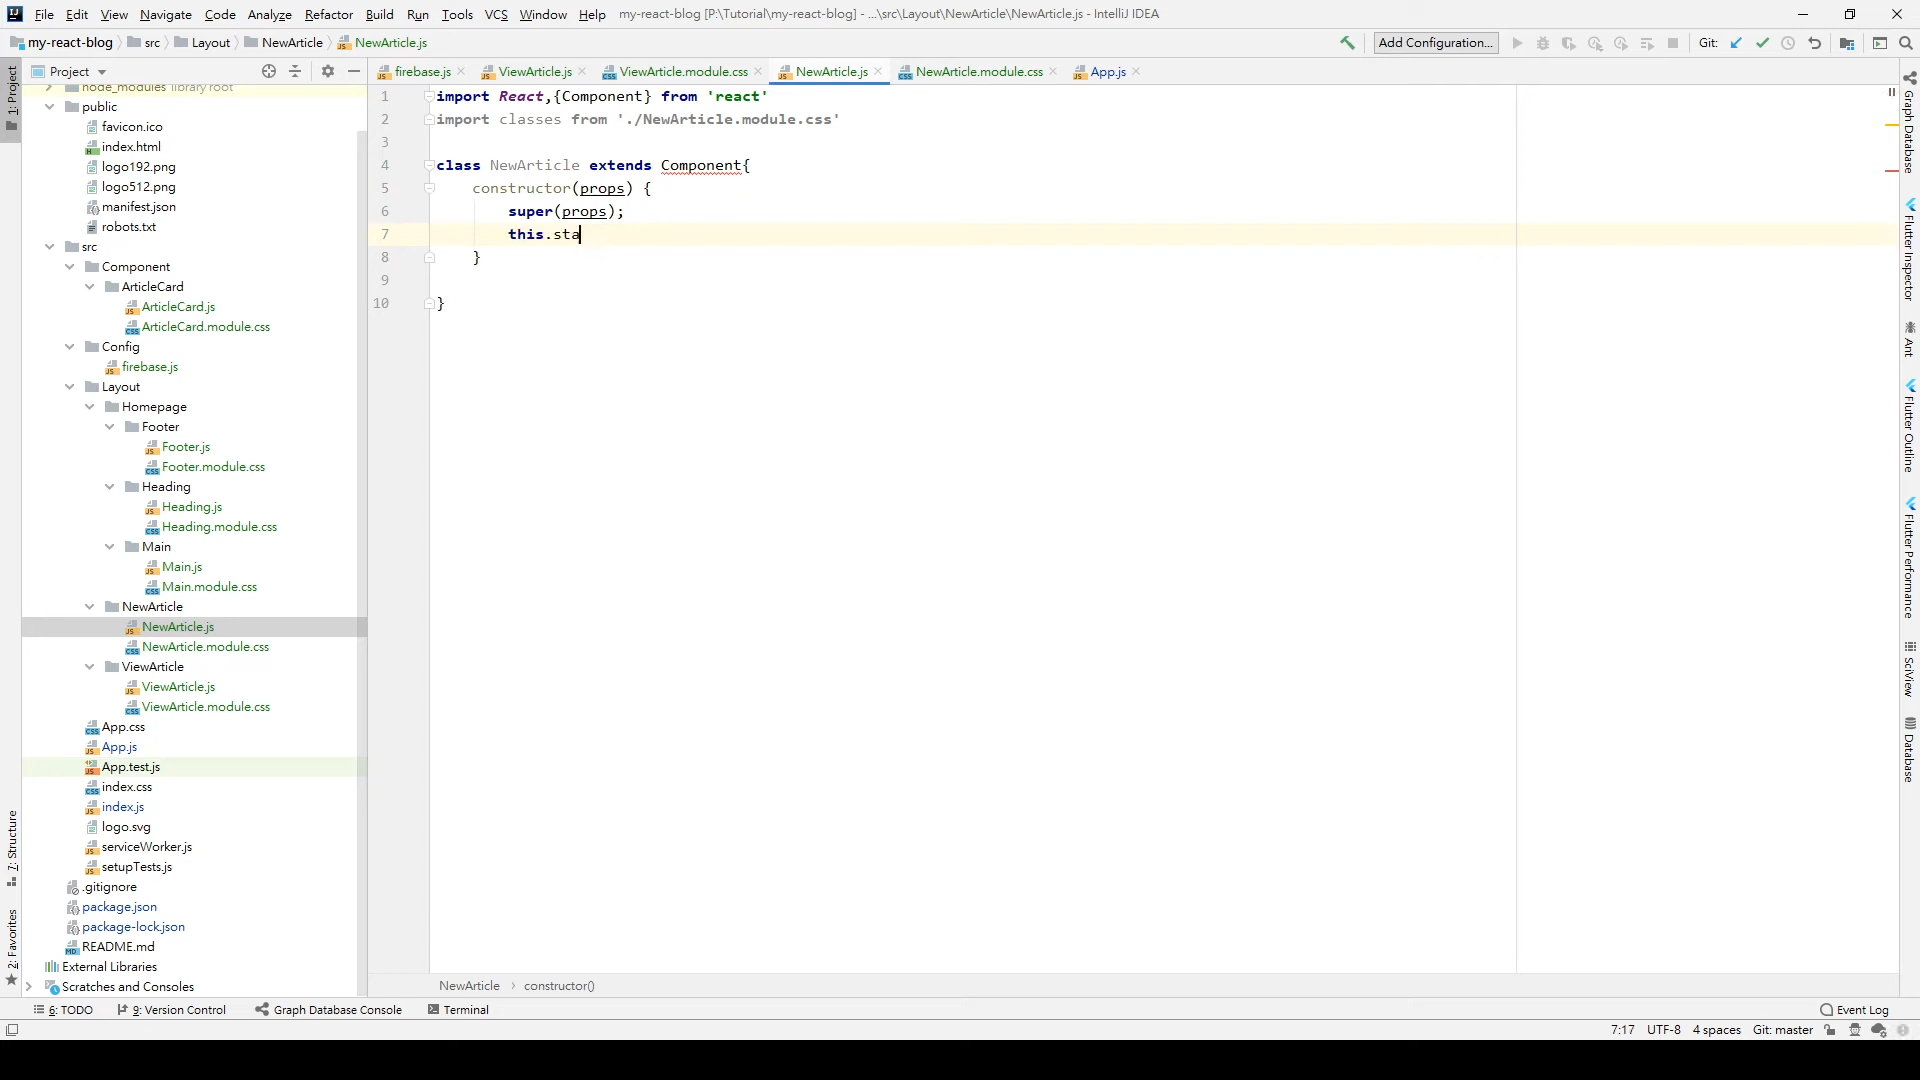 File Edit View Navigate Code Analyze Refactor Build Run Tools VCS Window Help my-react-blog [P:\Tutorial\my-react-blog] - ...\src\Layout\NewArticle\NewArticle.js - IntelliJ IDEA
my-react-blog src Layout NewArticle NewArticle.js Add Configuration... Git:
Project firebase.js ViewArticle.js ViewArticle.module.css NewArticle.js NewArticle.module.css App.js
1: Project
7: Structure
2: Favorites
node_modules library root
public
favicon.ico
index.html
logo192.png
logo512.png
manifest.json
robots.txt
src
Component
ArticleCard
ArticleCard.js
ArticleCard.module.css
Config
firebase.js
Layout
Homepage
Footer
Footer.js
Footer.module.css
Heading
Heading.js
Heading.module.css
Main
Main.js
Main.module.css
NewArticle
NewArticle.js
NewArticle.module.css
ViewArticle
ViewArticle.js
ViewArticle.module.css
App.css
App.js
App.test.js
index.css
index.js
logo.svg
serviceWorker.js
setupTests.js
.gitignore
package.json
package-lock.json
README.md
External Libraries
Scratches and Consoles
1 import React,{Component} from 'react'
2 import classes from './NewArticle.module.css'
3
4 class NewArticle extends Component{
5 constructor(props) {
6 super(props);
7 this.sta
8 }
9
10 }
Graph Database
Flutter Inspector
Ant
Flutter Outline
Flutter Performance
SciView
Database
NewArticle constructor()
6: TODO 9: Version Control Graph Database Console Terminal Event Log
7:17 UTF-8 4 spaces Git: master